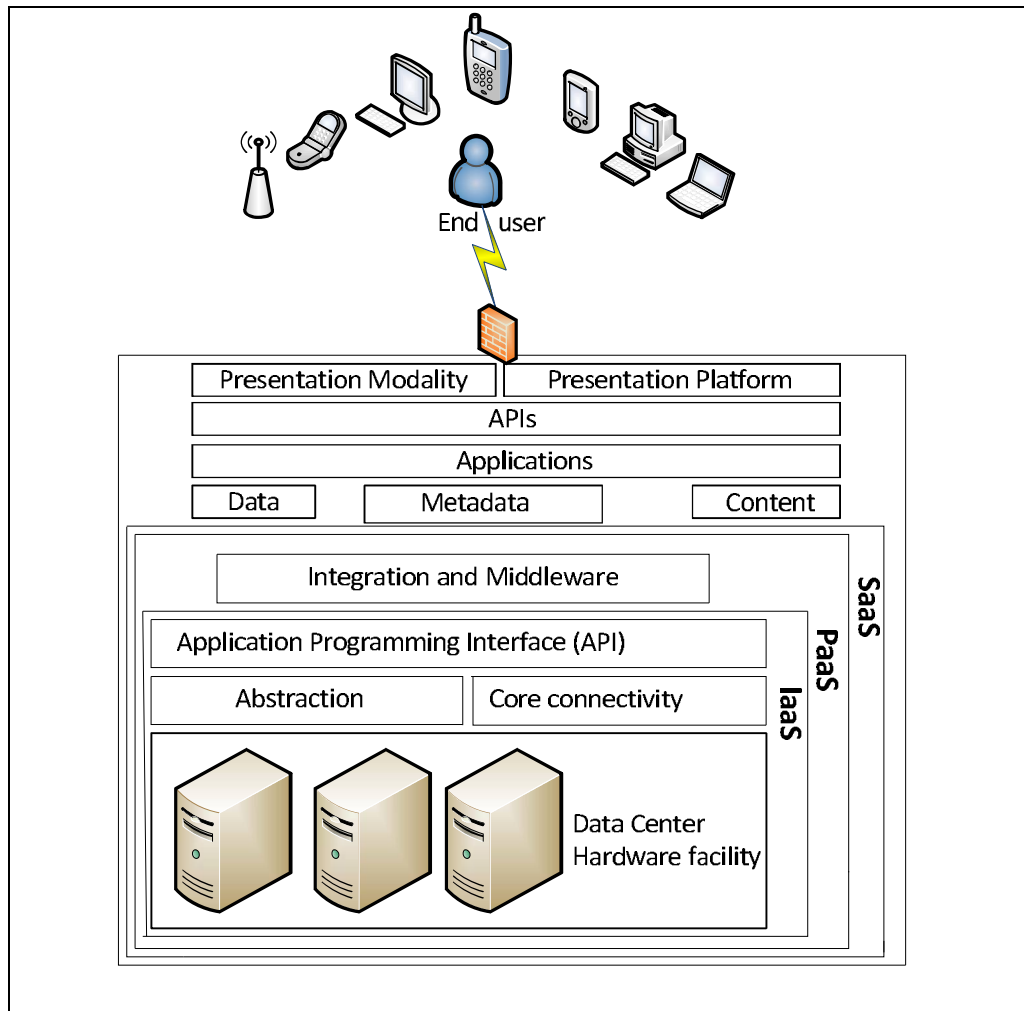 End user
Presentation Modality
Presentation Platform
APIs
Applications
Data
Metadata
Content
SaaS
Integration and Middleware
PaaS
Application Programming Interface (API)
IaaS
Abstraction
Core connectivity
Data Center
Hardware facility